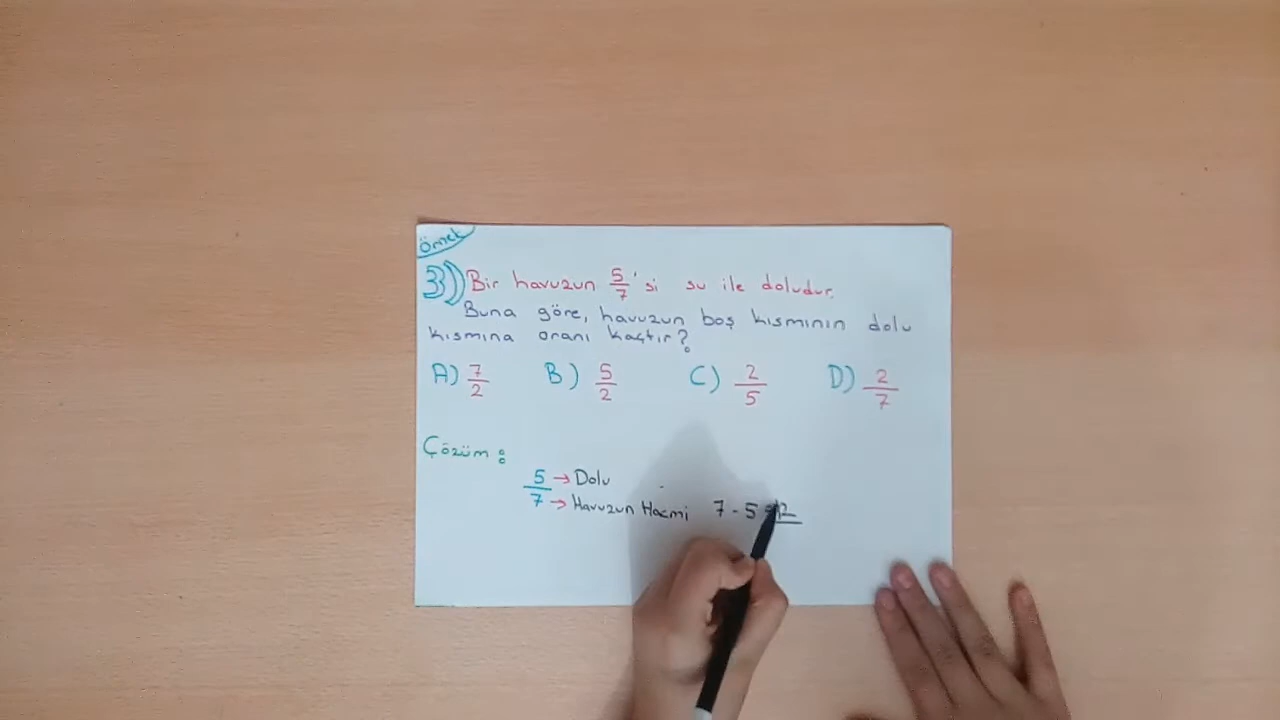 Örnek
3) Bir havuzun 5/7'si su ile doludur.
Buna göre, havuzun boş kısmının dolu
kısmına oranı kaçtır?
A) 7/2 B) 5/2 C) 2/5 D) 2/7
Çözüm:
5/7 → Dolu
→ Havuzun Hacmi 7-5=2